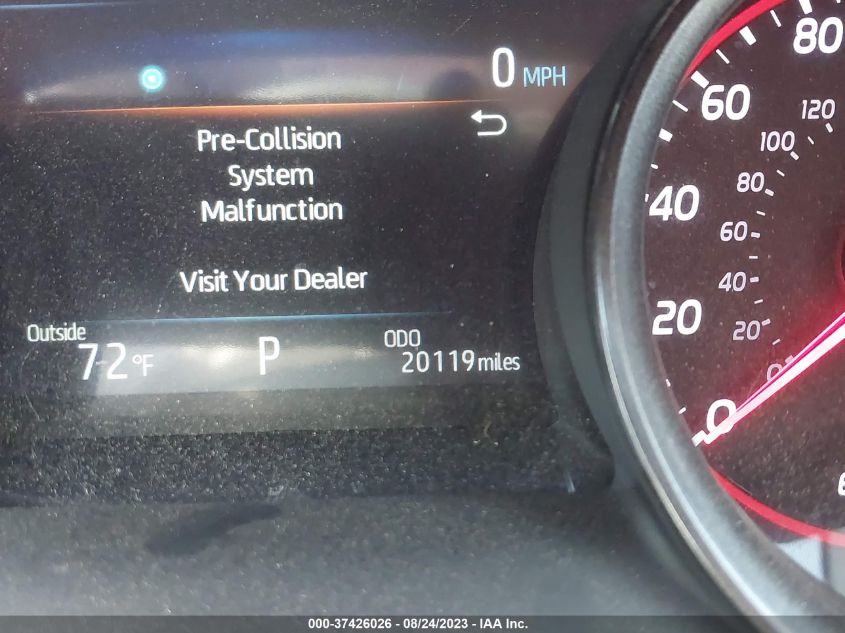 0 MPH
Pre-Collision
System
Malfunction
Visit Your Dealer
Outside
72°F
P
ODO
20119 miles
80
60
40
20
0
120
100
80
60
40
20
0
000-37426026 - 08/24/2023 - IAA Inc.